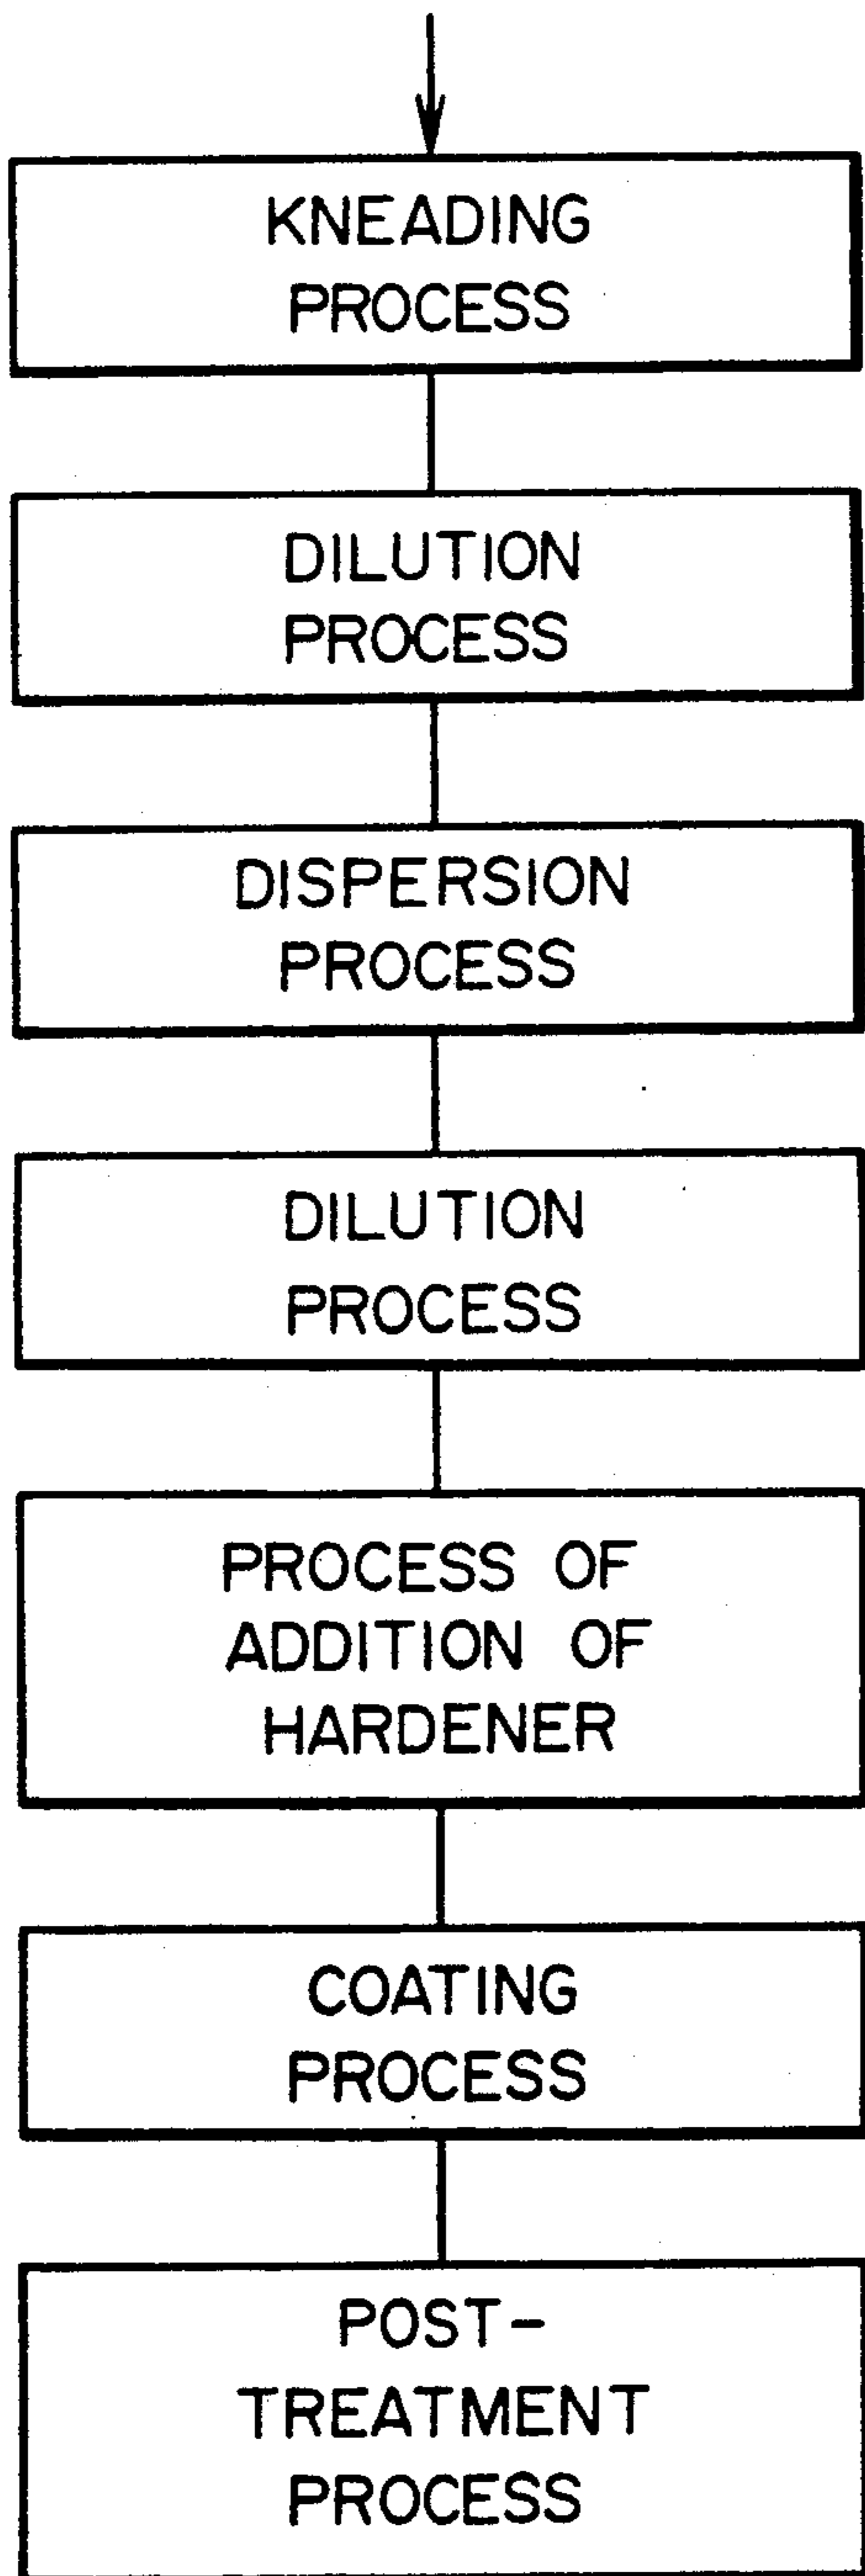 KNEADING
PROCESS
DILUTION
PROCESS
DISPERSION
PROCESS
DILUTION
PROCESS
PROCESS OF
ADDITION OF
HARDENER
COATING
PROCESS
POST-
TREATMENT
PROCESS